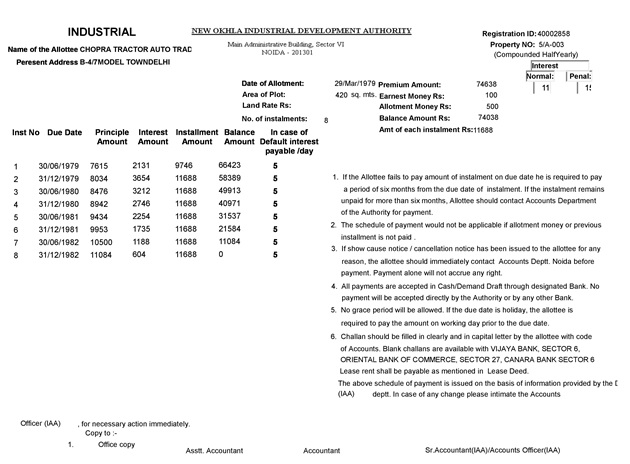 INDUSTRIAL
NEW OKHLA INDUSTRIAL DEVELOPMENT AUTHORITY
Main Administrative Building, Sector VI
NOIDA - 201301
Registration ID: 40002858
Property NO: 5/A-003
(Compounded HalfYearly)
Interest
Normal: Penal:
11
Name of the Allottee CHOPRA TRACTOR AUTO TRAD
Peresent Address B-4/7MODEL TOWNDELHI
Date of Allotment: 29/Mar/1979 Premium Amount: 74638
Area of Plot: 420 sq. mts. Earnest Money Rs: 100
Land Rate Rs: Allotment Money Rs: 500
No. of instalments: 8 Balance Amount Rs: 74038
Amt of each instalment Rs: 11688
Inst No Due Date Principle Amount Interest Amount Installment Amount Balance Amount In case of Default interest payable /day
1 30/06/1979 7615 2131 9746 66423 5
2 31/12/1979 8034 3654 11688 58389 5
3 30/06/1980 8476 3212 11688 49913 5
4 31/12/1980 8942 2746 11688 40971 5
5 30/06/1981 9434 2254 11688 31537 5
6 31/12/1981 9953 1735 11688 21584 5
7 30/06/1982 10500 1188 11688 11084 5
8 31/12/1982 11084 604 11688 0 5
1. If the Allottee fails to pay amount of instalment on due date he is required to pay
a period of six months from the due date of instalment. If the instalment remains
unpaid for more than six months, Allottee should contact Accounts Department
of the Authority for payment.
2. The schedule of payment would not be applicable if allotment money or previous
installment is not paid .
3. If show cause notice / cancellation notice has been issued to the allottee for any
reason, the allottee should immediately contact Accounts Deptt. Noida before
payment. Payment alone will not accrue any right.
4. All payments are accepted in Cash/Demand Draft through designated Bank. No
payment will be accepted directly by the Authority or by any other Bank.
5. No grace period will be allowed. If the due date is holiday, the allottee is
required to pay the amount on working day prior to the due date.
6. Challan should be filled in clearly and in capital letter by the allottee with code
of Accounts. Blank challans are available with VIJAYA BANK, SECTOR 6,
ORIENTAL BANK OF COMMERCE, SECTOR 27, CANARA BANK SECTOR 6
Lease rent shall be payable as mentioned in Lease Deed.
The above schedule of payment is issued on the basis of information provided by the
(IAA) deptt. In case of any change please intimate the Accounts
Officer (IAA) , for necessary action immediately.
Copy to :-
1. Office copy
Asstt. Accountant Accountant Sr.Accountant(IAA)/Accounts Officer(IAA)